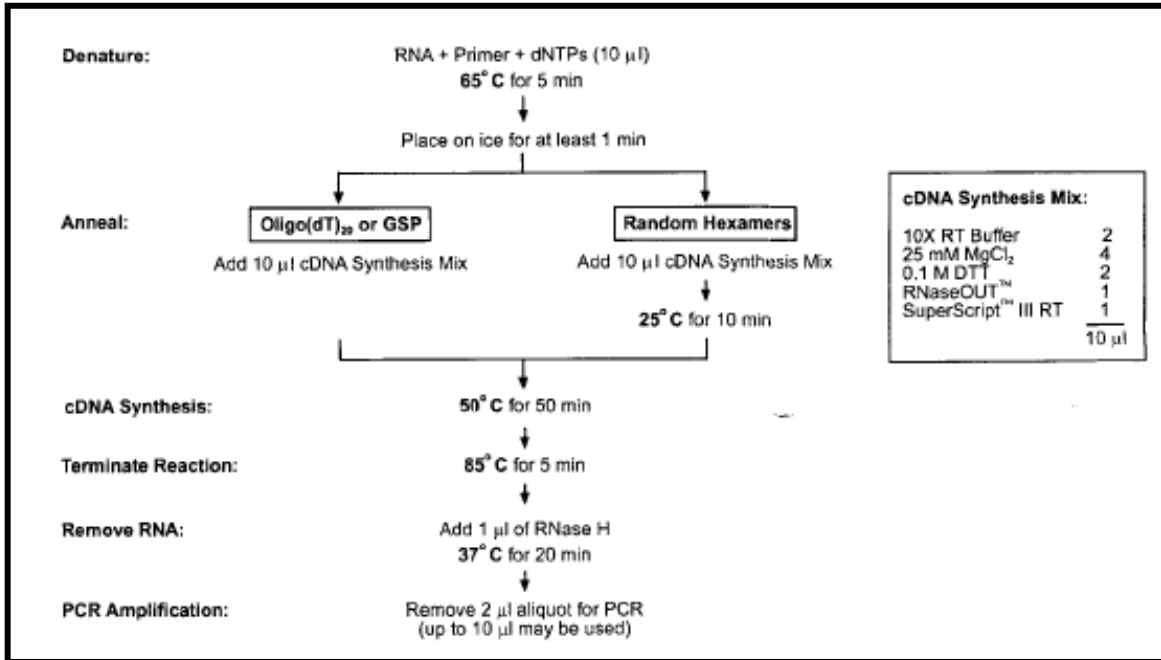 Denature:
RNA + Primer + dNTPs (10 µl)
65° C for 5 min
Place on ice for at least 1 min
Anneal:
Oligo(dT)₂₀ or GSP
Random Hexamers
Add 10 µl cDNA Synthesis Mix
Add 10 µl cDNA Synthesis Mix
25° C for 10 min
cDNA Synthesis Mix:
10X RT Buffer 2
25 mM MgCl₂ 4
0.1 M DTT 2
RNaseOUT™ 1
SuperScript™ III RT 1
10 µl
cDNA Synthesis:
50° C for 50 min
Terminate Reaction:
85° C for 5 min
Remove RNA:
Add 1 µl of RNase H
37° C for 20 min
PCR Amplification:
Remove 2 µl aliquot for PCR
(up to 10 µl may be used)